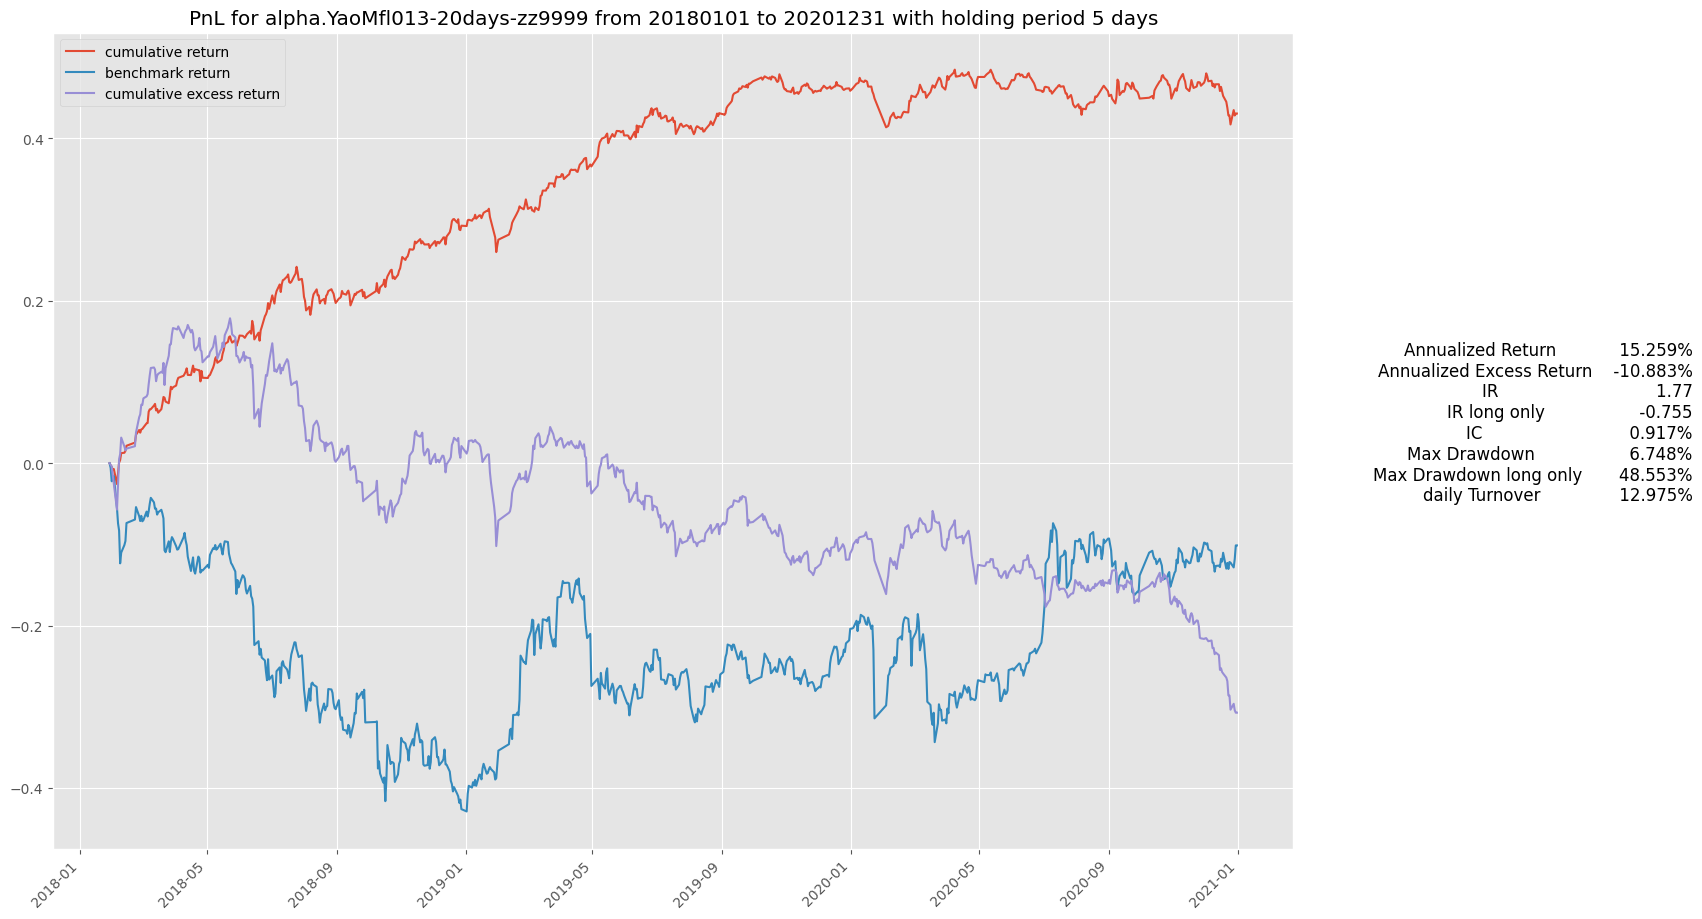 PnL for alpha.YaoMfl013-20days-zz9999 from 20180101 to 20201231 with holding period 5 days
cumulative return
benchmark return
cumulative excess return
0.4
0.2
0.0
−0.2
−0.4
2018-01
2018-05
2018-09
2019-01
2019-05
2019-09
2020-01
2020-05
2020-09
2021-01
Annualized Return 15.259%
Annualized Excess Return -10.883%
IR 1.77
IR long only -0.755
IC 0.917%
Max Drawdown 6.748%
Max Drawdown long only 48.553%
daily Turnover 12.975%